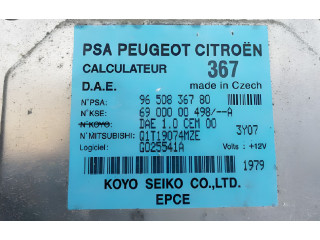 PSA PEUGEOT CITROËN
CALCULATEUR 367
D.A.E. made in Czech
N°PSA: 96 508 367 80
N°KSE: 69 000 00 498/--A
N°KOYO: DAE 1.0 CEM 00
N°MITSUBISHI: Q1T19074MZE 3Y07
Logiciel: G025541A Volts : +12V
1979
KOYO SEIKO CO.,LTD.
EPCE